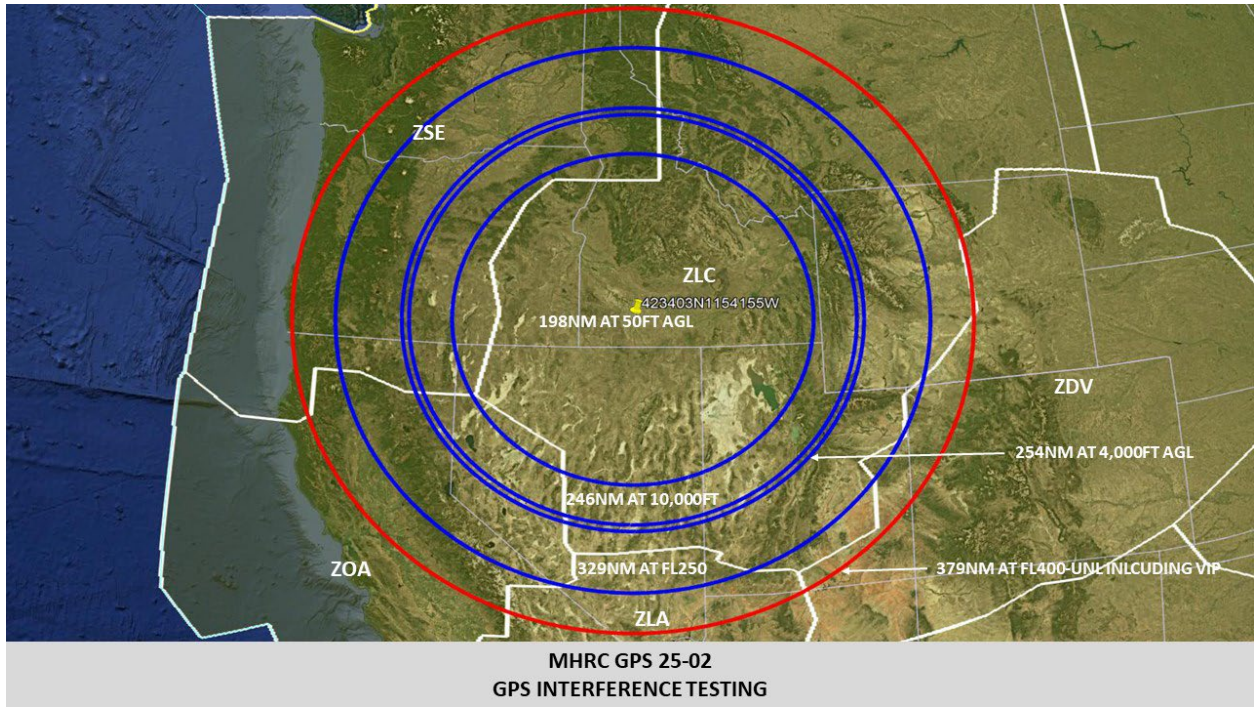 ZSE
ZLC
423403N1154155W
198NM AT 50FT AGL
ZDV
254NM AT 4,000FT AGL
246NM AT 10,000FT
ZOA
329NM AT FL250
379NM AT FL400-UNL INLCUDING VIP
ZLA
MHRC GPS 25-02
GPS INTERFERENCE TESTING